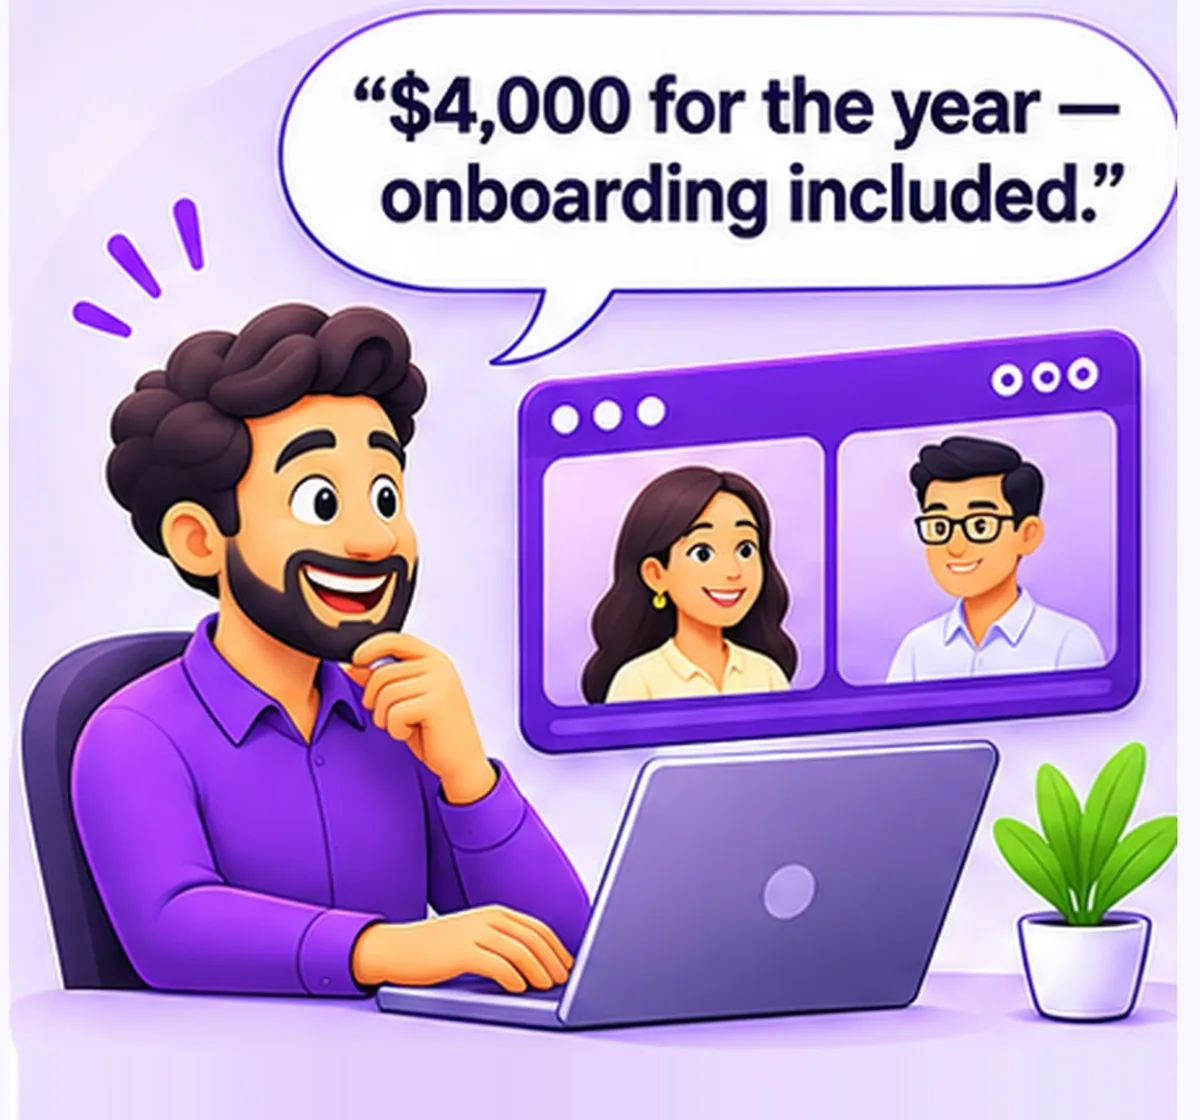 “$4,000 for the year —
onboarding included.”